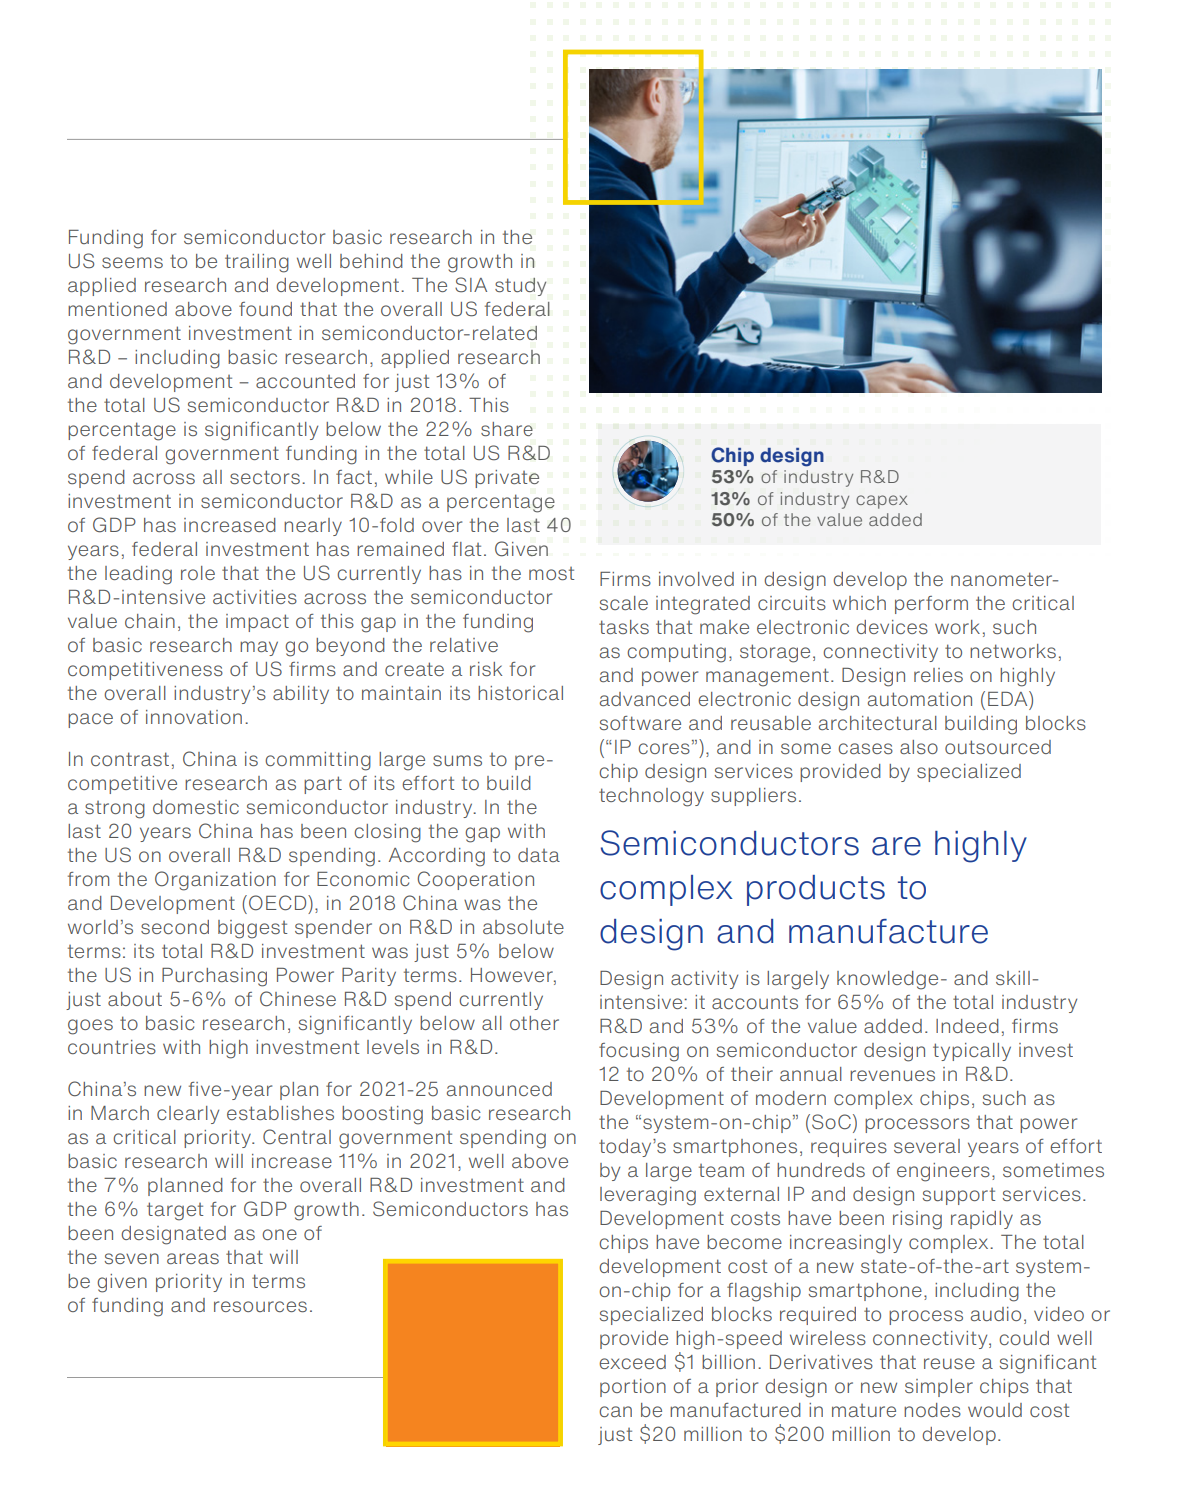 Funding for semiconductor basic research in the
US seems to be trailing well behind the growth in
applied research and development. The SIA study
mentioned above found that the overall US federal
government investment in semiconductor-related
R&D – including basic research, applied research
and development – accounted for just 13% of
the total US semiconductor R&D in 2018. This
percentage is significantly below the 22% share
of federal government funding in the total US R&D
spend across all sectors. In fact, while US private
investment in semiconductor R&D as a percentage
of GDP has increased nearly 10-fold over the last 40
years, federal investment has remained flat. Given
the leading role that the US currently has in the most
R&D-intensive activities across the semiconductor
value chain, the impact of this gap in the funding
of basic research may go beyond the relative
competitiveness of US firms and create a risk for
the overall industry's ability to maintain its historical
pace of innovation.
In contrast, China is committing large sums to pre-
competitive research as part of its effort to build
a strong domestic semiconductor industry. In the
last 20 years China has been closing the gap with
the US on overall R&D spending. According to data
from the Organization for Economic Cooperation
and Development (OECD), in 2018 China was the
world's second biggest spender on R&D in absolute
terms: its total R&D investment was just 5% below
the US in Purchasing Power Parity terms. However,
just about 5-6% of Chinese R&D spend currently
goes to basic research, significantly below all other
countries with high investment levels in R&D.
China's new five-year plan for 2021-25 announced
in March clearly establishes boosting basic research
as a critical priority. Central government spending on
basic research will increase 11% in 2021, well above
the 7% planned for the overall R&D investment and
the 6% target for GDP growth. Semiconductors has
been designated as one of
the seven areas that will
be given priority in terms
of funding and resources.
Chip design
53% of industry R&D
13% of industry capex
50% of the value added
Firms involved in design develop the nanometer-
scale integrated circuits which perform the critical
tasks that make electronic devices work, such
as computing, storage, connectivity to networks,
and power management. Design relies on highly
advanced electronic design automation (EDA)
software and reusable architectural building blocks
(“IP cores”), and in some cases also outsourced
chip design services provided by specialized
technology suppliers.
Semiconductors are highly
complex products to
design and manufacture
Design activity is largely knowledge- and skill-
intensive: it accounts for 65% of the total industry
R&D and 53% of the value added. Indeed, firms
focusing on semiconductor design typically invest
12 to 20% of their annual revenues in R&D.
Development of modern complex chips, such as
the “system-on-chip” (SoC) processors that power
today's smartphones, requires several years of effort
by a large team of hundreds of engineers, sometimes
leveraging external IP and design support services.
Development costs have been rising rapidly as
chips have become increasingly complex. The total
development cost of a new state-of-the-art system-
on-chip for a flagship smartphone, including the
specialized blocks required to process audio, video or
provide high-speed wireless connectivity, could well
exceed $1 billion. Derivatives that reuse a significant
portion of a prior design or new simpler chips that
can be manufactured in mature nodes would cost
just $20 million to $200 million to develop.